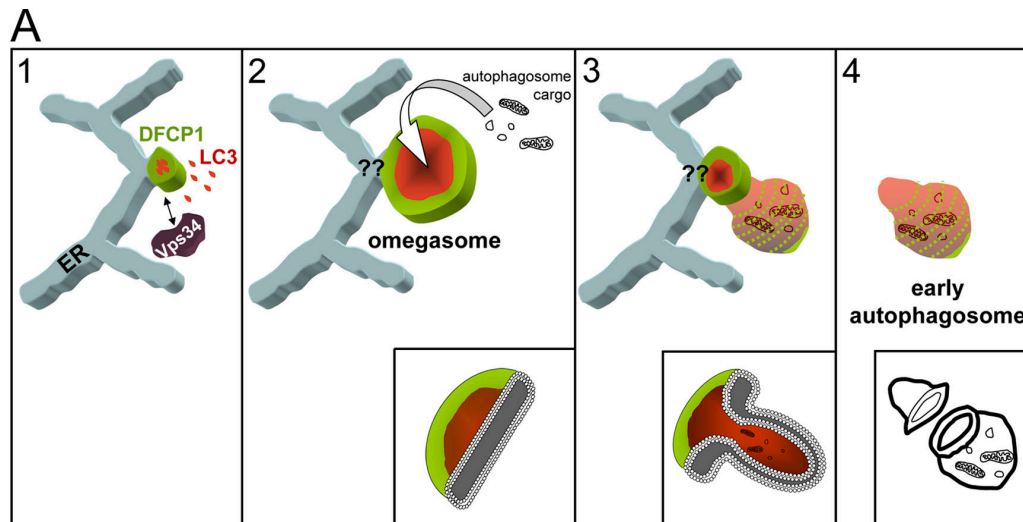 A
1
DFCP1
LC3
Vps34
ER
2
autophagosome
cargo
??
omegasome
3
??
4
early
autophagosome